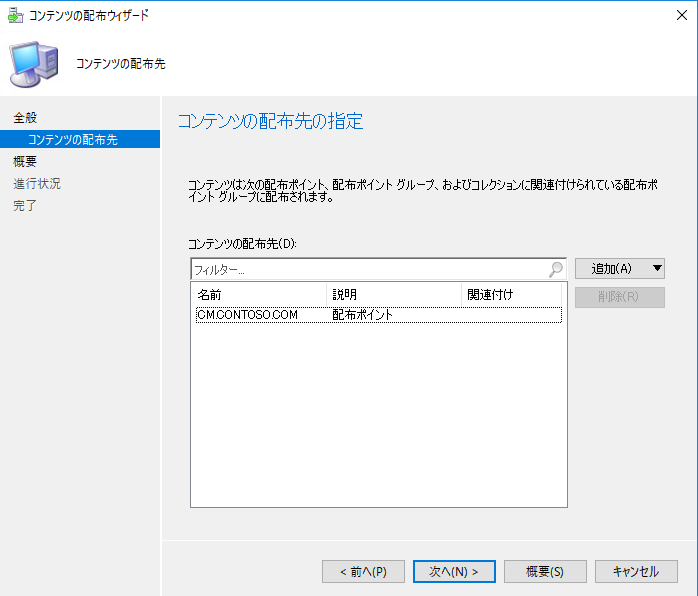 コンテンツの配布ウィザード
コンテンツの配布先
全般
コンテンツの配布先
概要
進行状況
完了
コンテンツの配布先の指定
コンテンツは次の配布ポイント、配布ポイント グループ、およびコレクションに関連付けられている配布ポ
イント グループに配布されます。
コンテンツの配布先(D):
フィルター...
追加(A)
削除(R)
名前 説明 関連付け
CM.CONTOSO.COM 配布ポイント
< 前へ(P) 次へ(N) > 概要(S) キャンセル